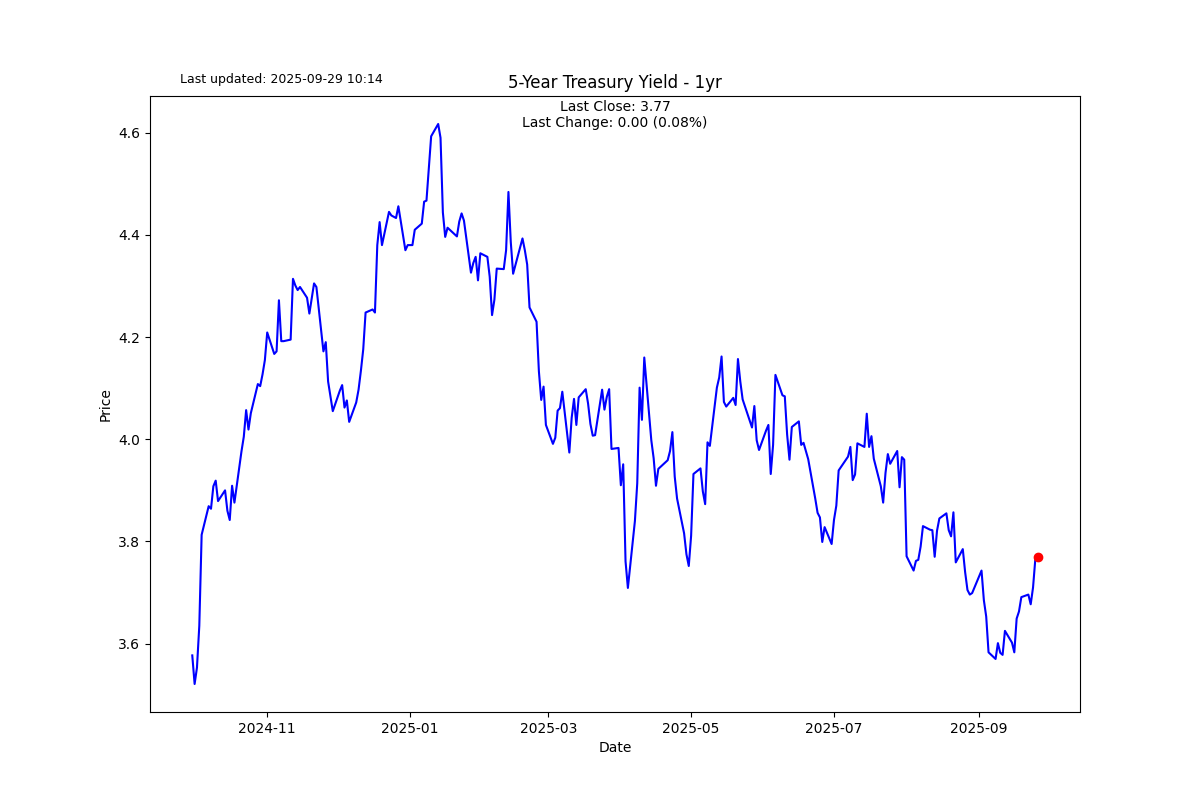 Last updated: 2025-09-29 10:14
5-Year Treasury Yield - 1yr
Last Close: 3.77
Last Change: 0.00 (0.08%)
Price
4.6
4.4
4.2
4.0
3.8
3.6
2024-11
2025-01
2025-03
2025-05
2025-07
2025-09
Date